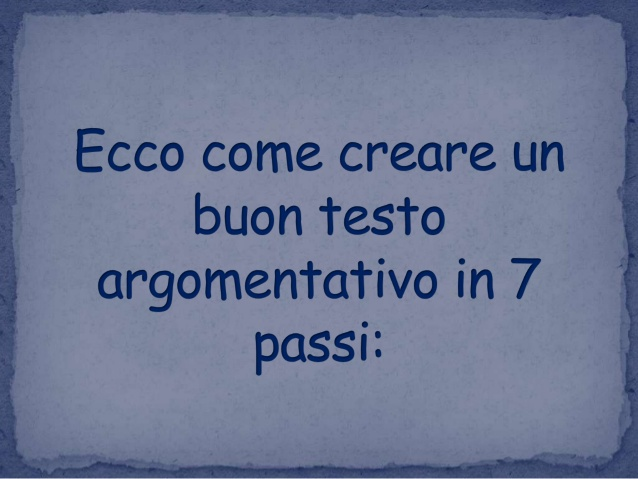 Ecco come creare un
buon testo
argomentativo in 7
passi: